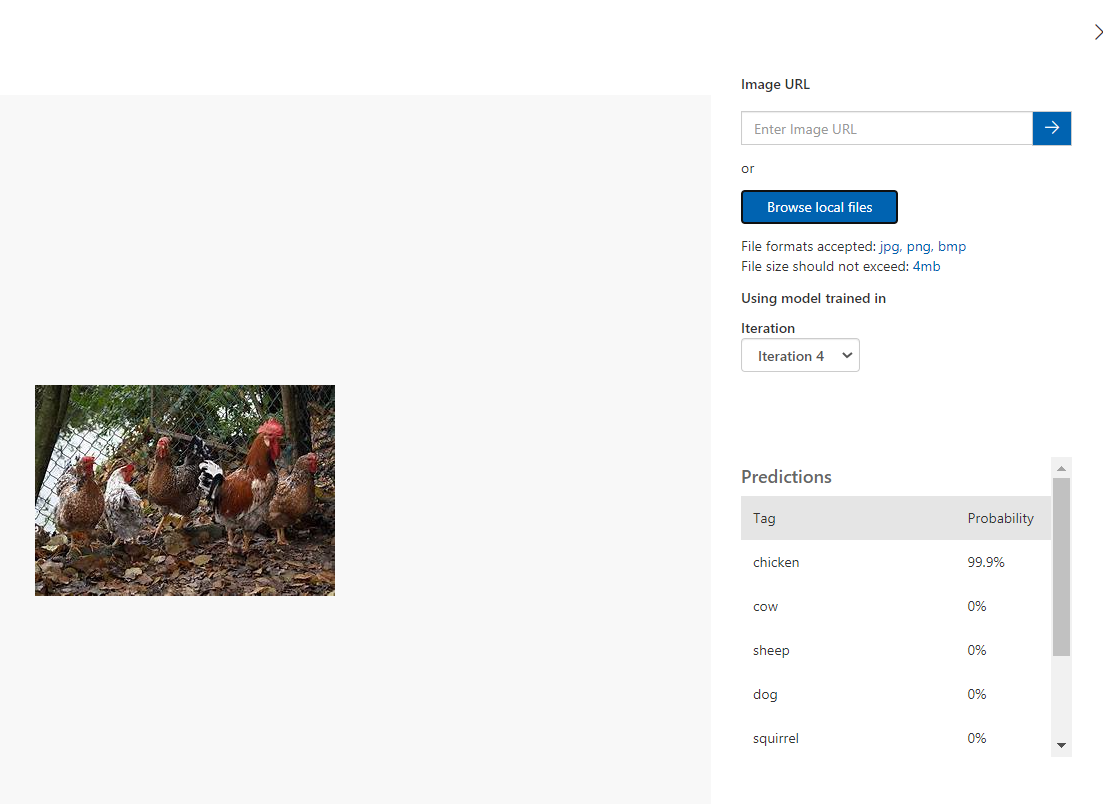 Image URL
Enter Image URL
or
Browse local files
File formats accepted: jpg, png, bmp
File size should not exceed: 4mb
Using model trained in
Iteration
Iteration 4
Predictions
Tag Probability
chicken 99.9%
cow 0%
sheep 0%
dog 0%
squirrel 0%